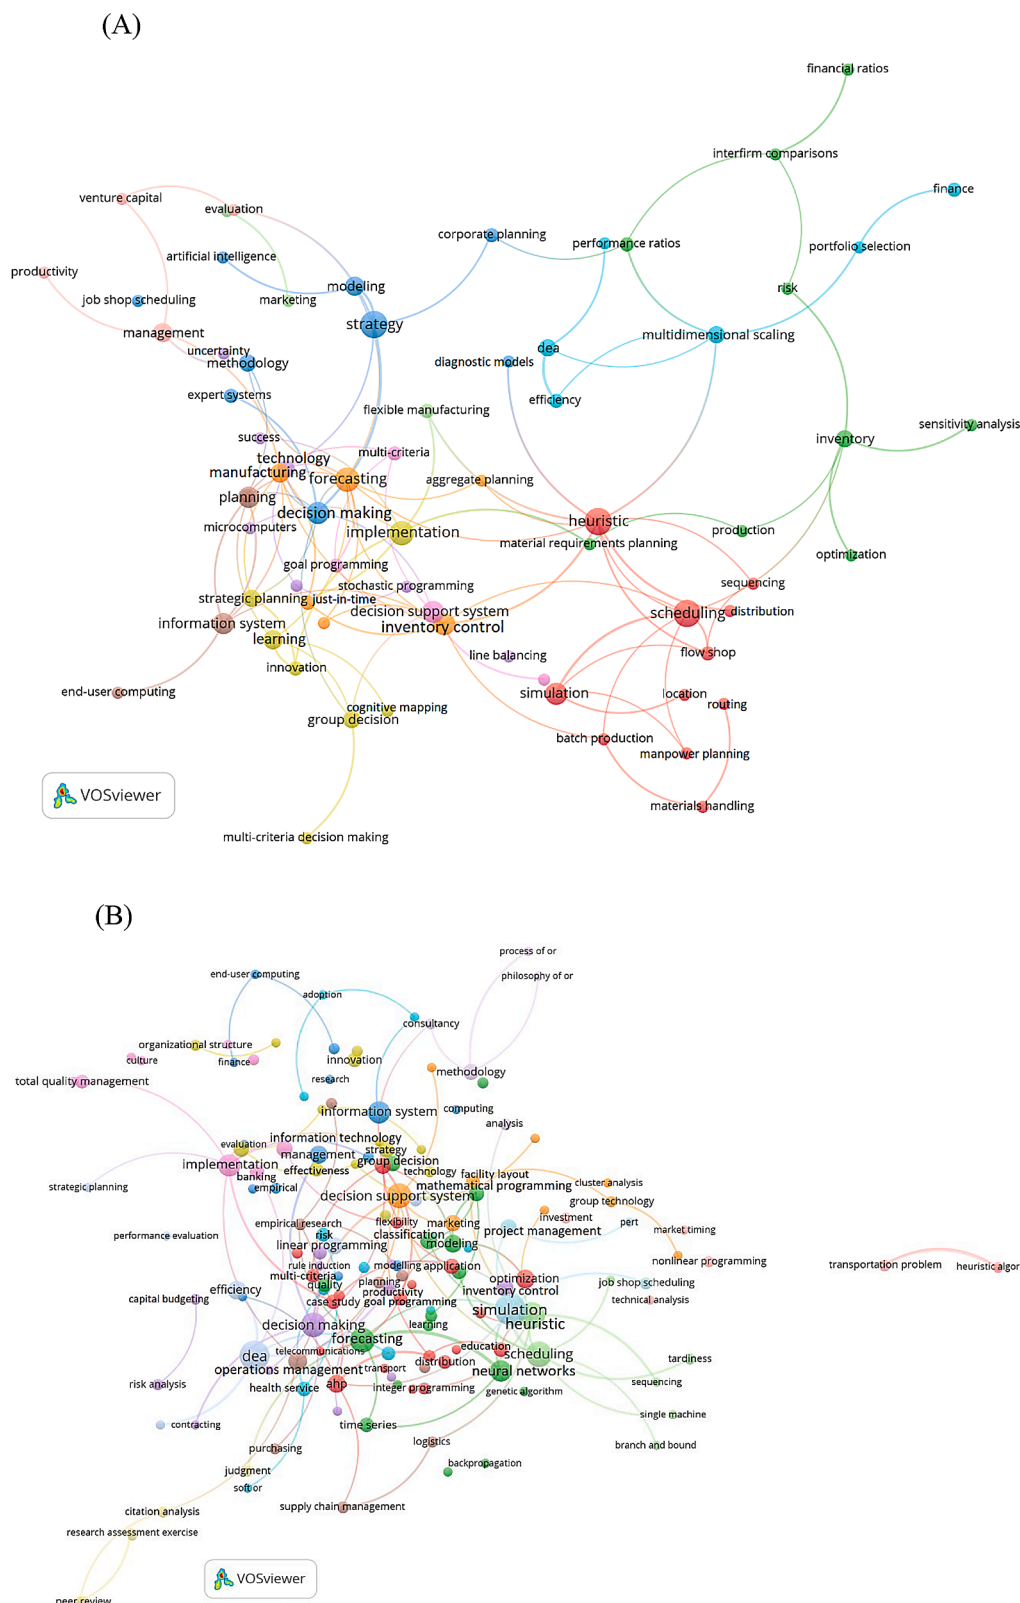 (A)
financial ratios
interfirm comparisons
finance
venture capital
evaluation
corporate planning
performance ratios
portfolio selection
artificial intelligence
productivity
modeling
risk
job shop scheduling
marketing
strategy
management
multidimensional scaling
uncertainty
methodology
dea
diagnostic models
expert systems
efficiency
flexible manufacturing
sensitivity analysis
success
inventory
multi-criteria
technology
manufacturing
forecasting
aggregate planning
planning
decision making
heuristic
microcomputers
implementation
production
material requirements planning
optimization
goal programming
sequencing
stochastic programming
strategic planning
just-in-time
decision support system
scheduling
distribution
information system
inventory control
learning
flow shop
line balancing
innovation
end-user computing
simulation
location
routing
cognitive mapping
group decision
batch production
manpower planning
materials handling
VOSviewer
multi-criteria decision making
(B)
process of or
end-user computing
philosophy of or
adoption
consultancy
organizational structure
culture
finance
innovation
methodology
total quality management
research
information system
computing
analysis
evaluation
information technology
strategy
management
group decision
implementation
banking
effectiveness
technology
facility layout
strategic planning
empirical
mathematical programming
cluster analysis
decision support system
group technology
empirical research
flexibility
marketing
investment
pert
performance evaluation
risk
classification
project management
market timing
linear programming
modeling
nonlinear programming
transportation problem
heuristic algor
rule induction
modelling
application
multi-criteria
planning
optimization
job shop scheduling
efficiency
quality
productivity
inventory control
capital budgeting
case study
goal programming
technical analysis
simulation
decision making
learning
heuristic
forecasting
telecommunications
education
dea
scheduling
tardiness
operations management
transport
distribution
neural networks
risk analysis
health service
ahp
integer programming
genetic algorithm
sequencing
contracting
time series
single machine
purchasing
logistics
branch and bound
judgment
backpropagation
soft or
citation analysis
supply chain management
research assessment exercise
VOSviewer
peer review